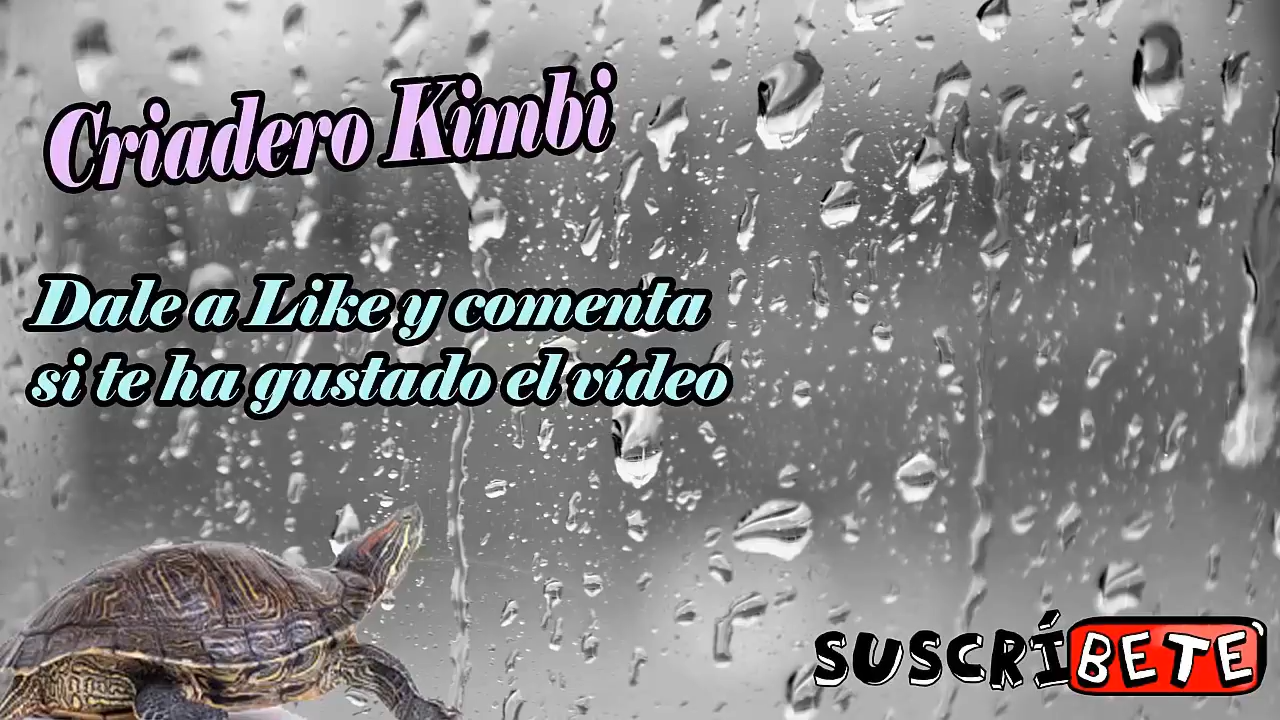 Criadero Kimbi
Dale a Like y comenta
si te ha gustado el vídeo
SUSCRÍBETE